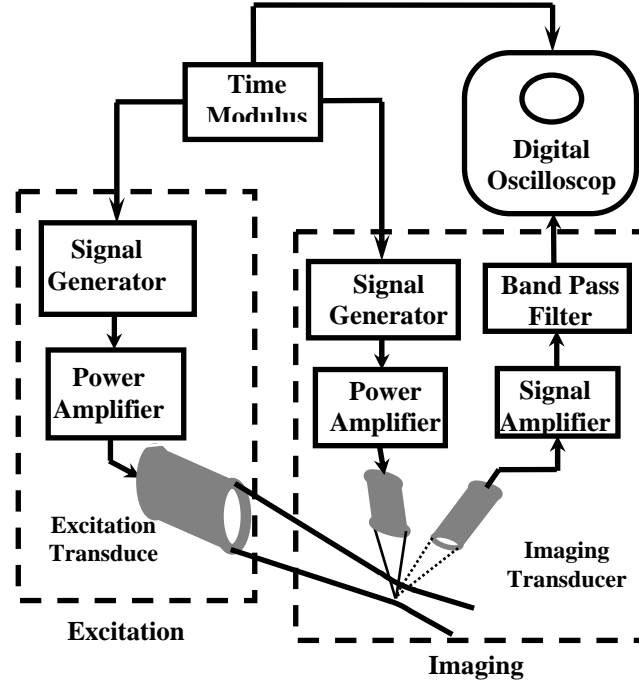 Time
Modulus
Digital
Oscilloscop
Signal
Generator
Power
Amplifier
Excitation
Transduce
Excitation
Signal
Generator
Power
Amplifier
Band Pass
Filter
Signal
Amplifier
Imaging
Transducer
Imaging